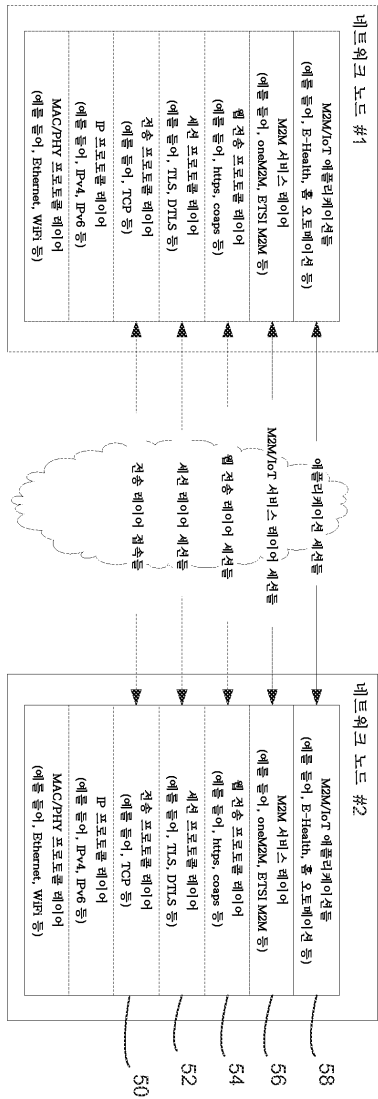 네트워크 노드 #1
M2M/IoT 애플리케이션들
(예를 들어, E-Health, 홈 오토메이션 등)
M2M 서비스 레이어
(예를 들어, oneM2M, ETSI M2M 등)
웹 전송 프로토콜 레이어
(예를 들어, https, coaps 등)
세션 프로토콜 레이어
(예를 들어, TLS, DTLS 등)
전송 프로토콜 레이어
(예를 들어, TCP 등)
IP 프로토콜 레이어
(예를 들어, IPv4, IPv6 등)
MAC/PHY 프로토콜 레이어
(예를 들어, Ethernet, WiFi 등)
애플리케이션 세션들
M2M/IoT 서비스 레이어 세션들
웹 전송 레이어 세션들
세션 레이어 세션들
전송 레이어 접속들
네트워크 노드 #2
M2M/IoT 애플리케이션들
(예를 들어, E-Health, 홈 오토메이션 등)
M2M 서비스 레이어
(예를 들어, oneM2M, ETSI M2M 등)
웹 전송 프로토콜 레이어
(예를 들어, https, coaps 등)
세션 프로토콜 레이어
(예를 들어, TLS, DTLS 등)
전송 프로토콜 레이어
(예를 들어, TCP 등)
IP 프로토콜 레이어
(예를 들어, IPv4, IPv6 등)
MAC/PHY 프로토콜 레이어
(예를 들어, Ethernet, WiFi 등)
58
56
54
52
50